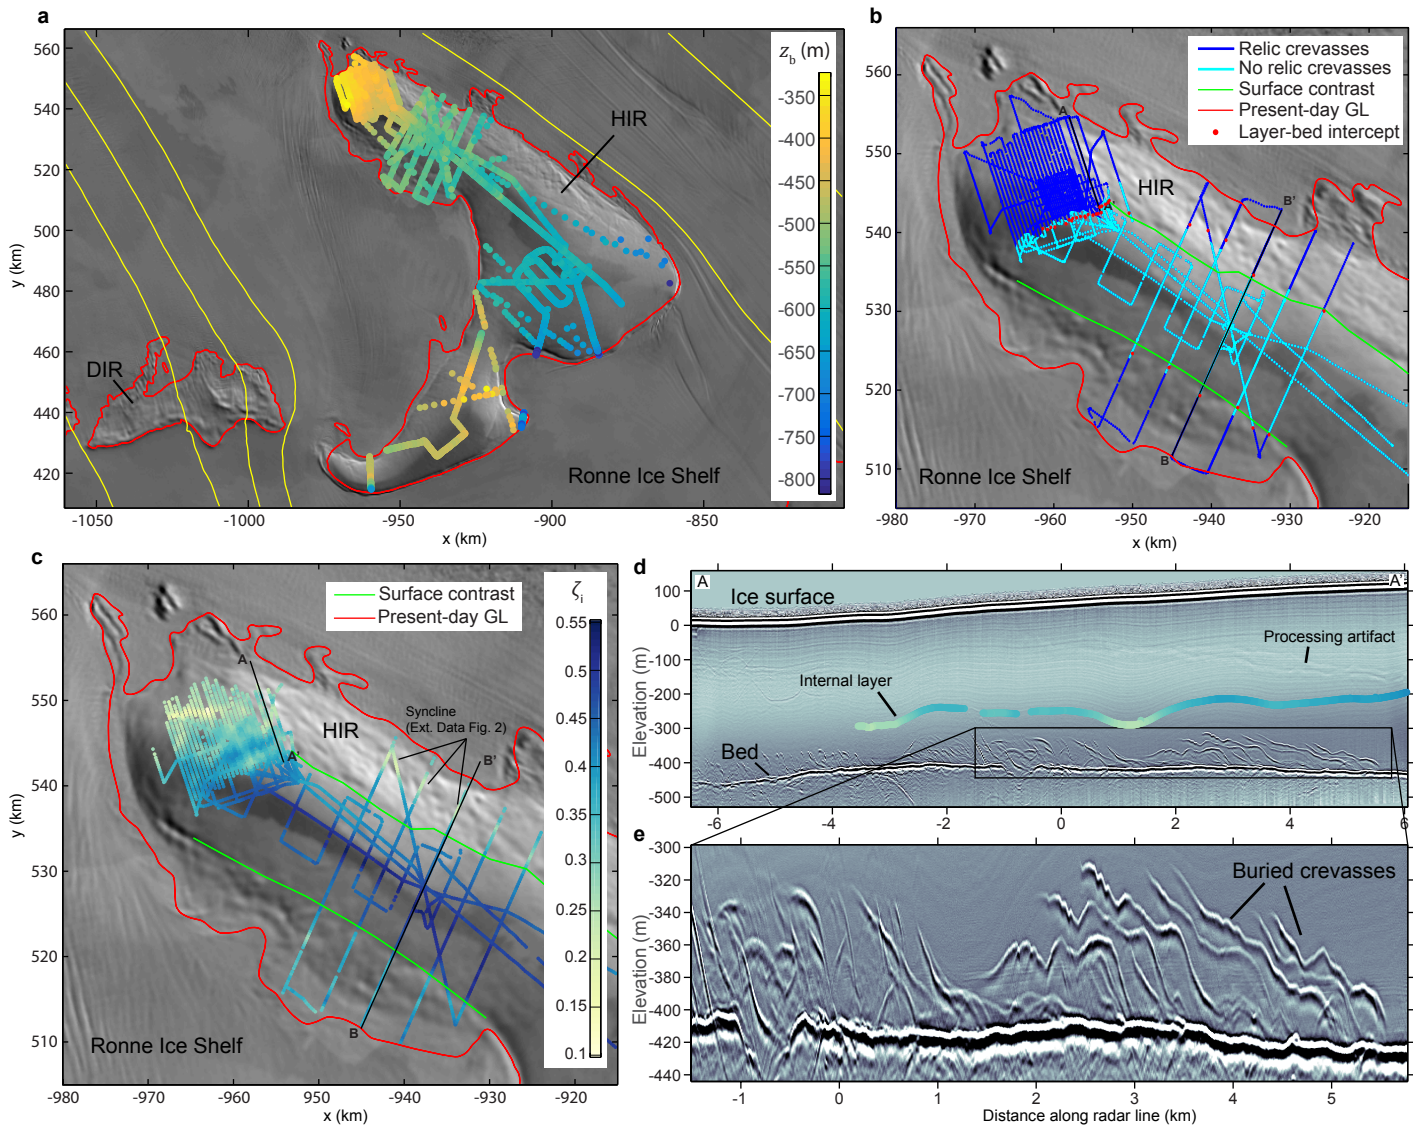 a
z_b (m)
-350
-400
-450
-500
-550
-600
-650
-700
-750
-800
HIR
DIR
Ronne Ice Shelf
560
540
520
500
480
460
440
420
y (km)
-1050
-1000
-950
-900
-850
x (km)
b
Relic crevasses
No relic crevasses
Surface contrast
Present-day GL
Layer-bed intercept
A
HIR
A'
B'
B
Ronne Ice Shelf
560
550
540
530
520
510
-980
-970
-960
-950
-940
-930
-920
x (km)
c
Surface contrast
Present-day GL
ζ_i
0.55
0.5
0.45
0.4
0.35
0.3
0.25
0.2
0.15
0.1
A
HIR
Syncline
(Ext. Data Fig. 2)
A'
B'
B
Ronne Ice Shelf
560
550
540
530
520
510
y (km)
-980
-970
-960
-950
-940
-930
-920
x (km)
d
A
A'
Ice surface
Processing artifact
Internal layer
Bed
100
0
-100
-200
-300
-400
-500
Elevation (m)
-6
-4
-2
0
2
4
6
e
Buried crevasses
-300
-320
-340
-360
-380
-400
-420
-440
Elevation (m)
-1
0
1
2
3
4
5
Distance along radar line (km)